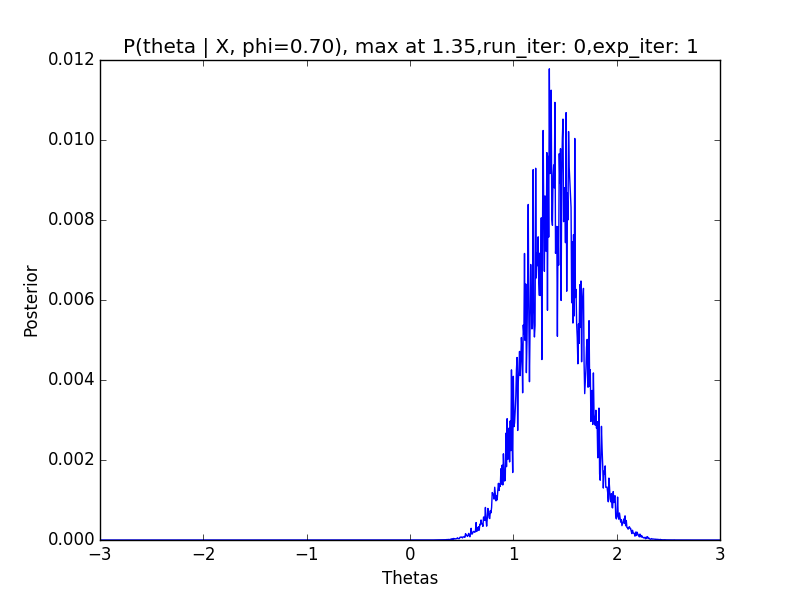 P(theta | X, phi=0.70), max at 1.35,run_iter: 0,exp_iter: 1
0.012
0.010
0.008
0.006
0.004
0.002
0.000
Posterior
−3 −2 −1 0 1 2 3
Thetas